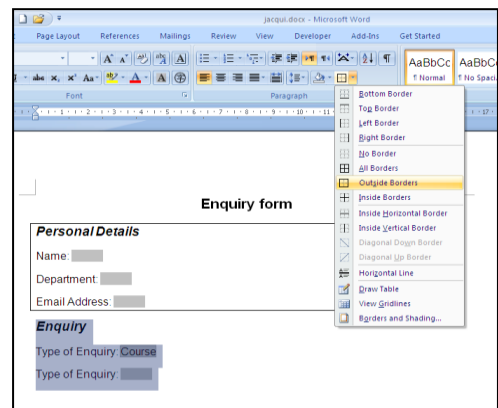 jacqui.docx - Microsoft Word
Page Layout References Mailings Review View Developer Add-Ins Get Started
AaBbCc AaBbCc
¶ Normal ¶ No Spaci...
Font Paragraph
Bottom Border
Top Border
Left Border
Right Border
No Border
All Borders
Outside Borders
Inside Borders
Inside Horizontal Border
Inside Vertical Border
Diagonal Down Border
Diagonal Up Border
Horizontal Line
Draw Table
View Gridlines
Borders and Shading...
Enquiry form
Personal Details
Name:
Department:
Email Address:
Enquiry
Type of Enquiry: Course
Type of Enquiry: